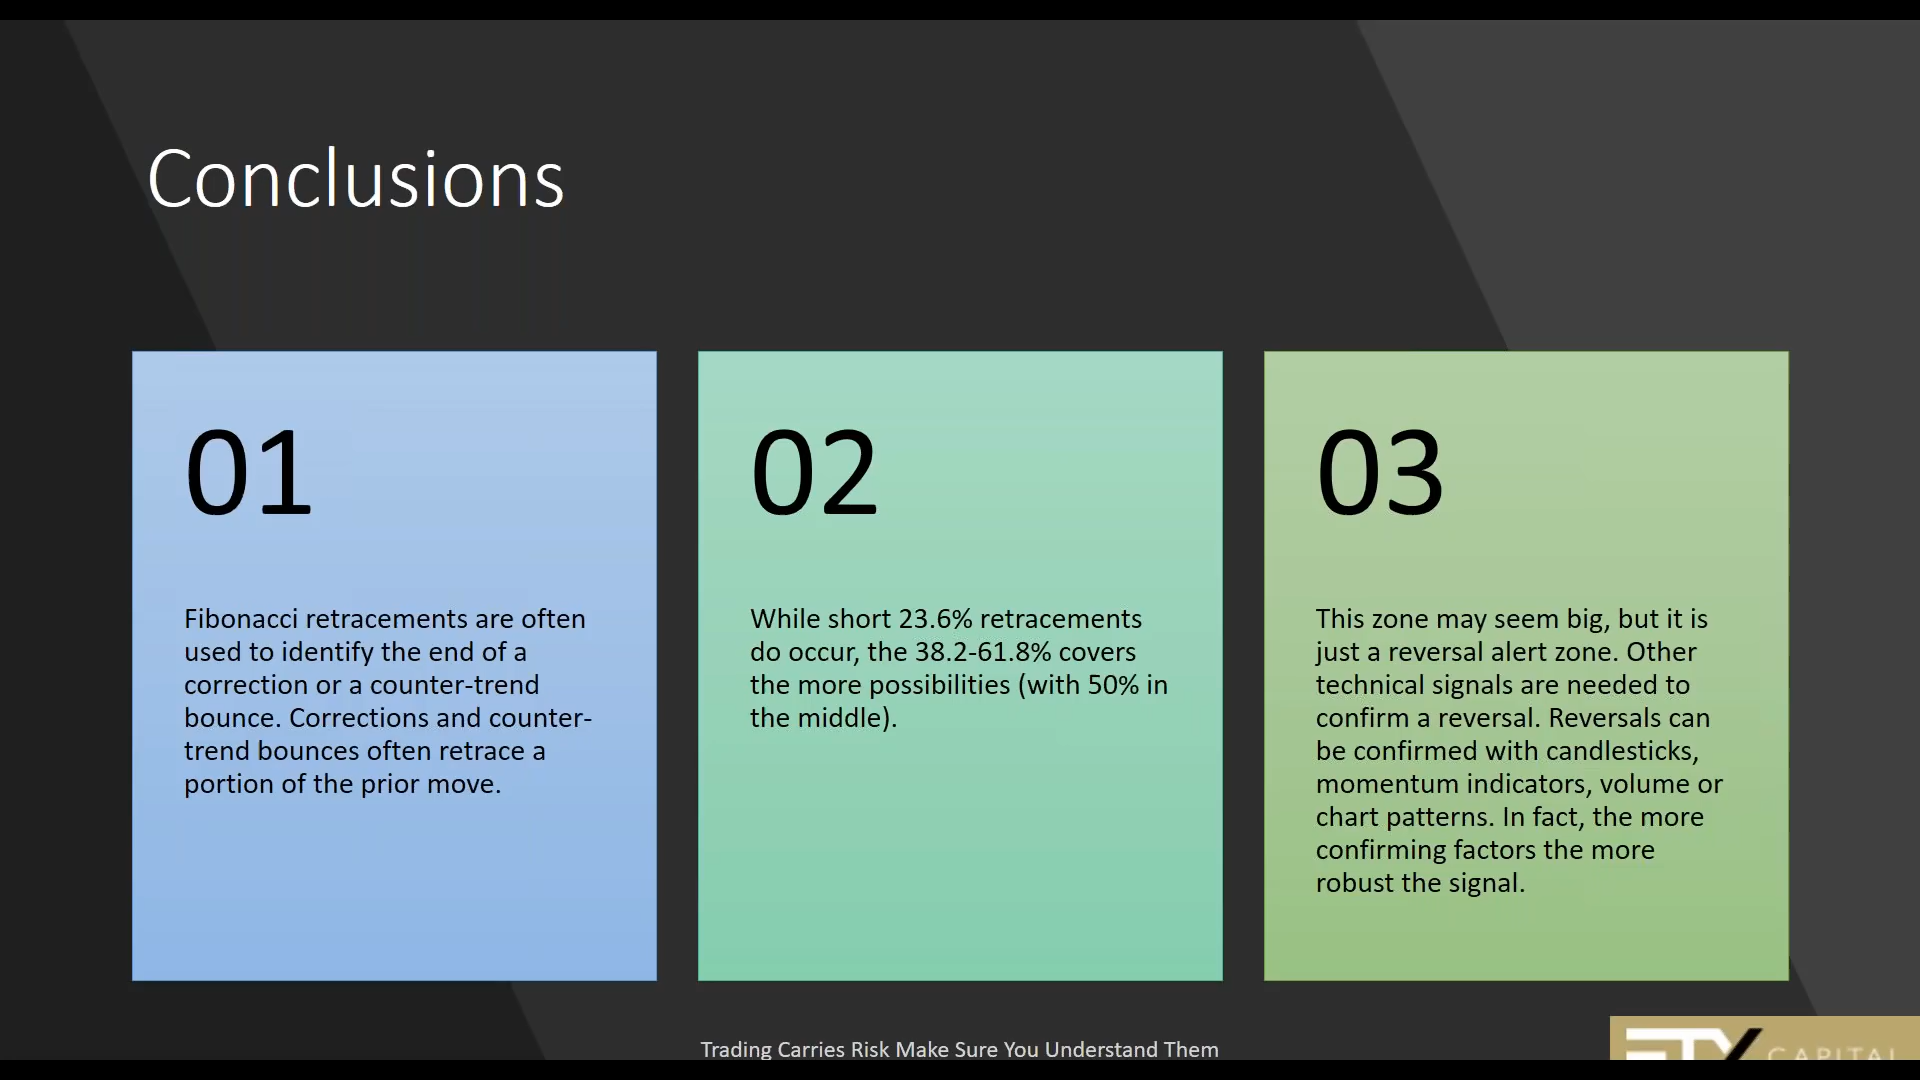 Conclusions
01
Fibonacci retracements are often
used to identify the end of a
correction or a counter-trend
bounce. Corrections and counter-
trend bounces often retrace a
portion of the prior move.
02
While short 23.6% retracements
do occur, the 38.2-61.8% covers
the more possibilities (with 50% in
the middle).
03
This zone may seem big, but it is
just a reversal alert zone. Other
technical signals are needed to
confirm a reversal. Reversals can
be confirmed with candlesticks,
momentum indicators, volume or
chart patterns. In fact, the more
confirming factors the more
robust the signal.
Trading Carries Risk Make Sure You Understand Them
ETX CAPITAL